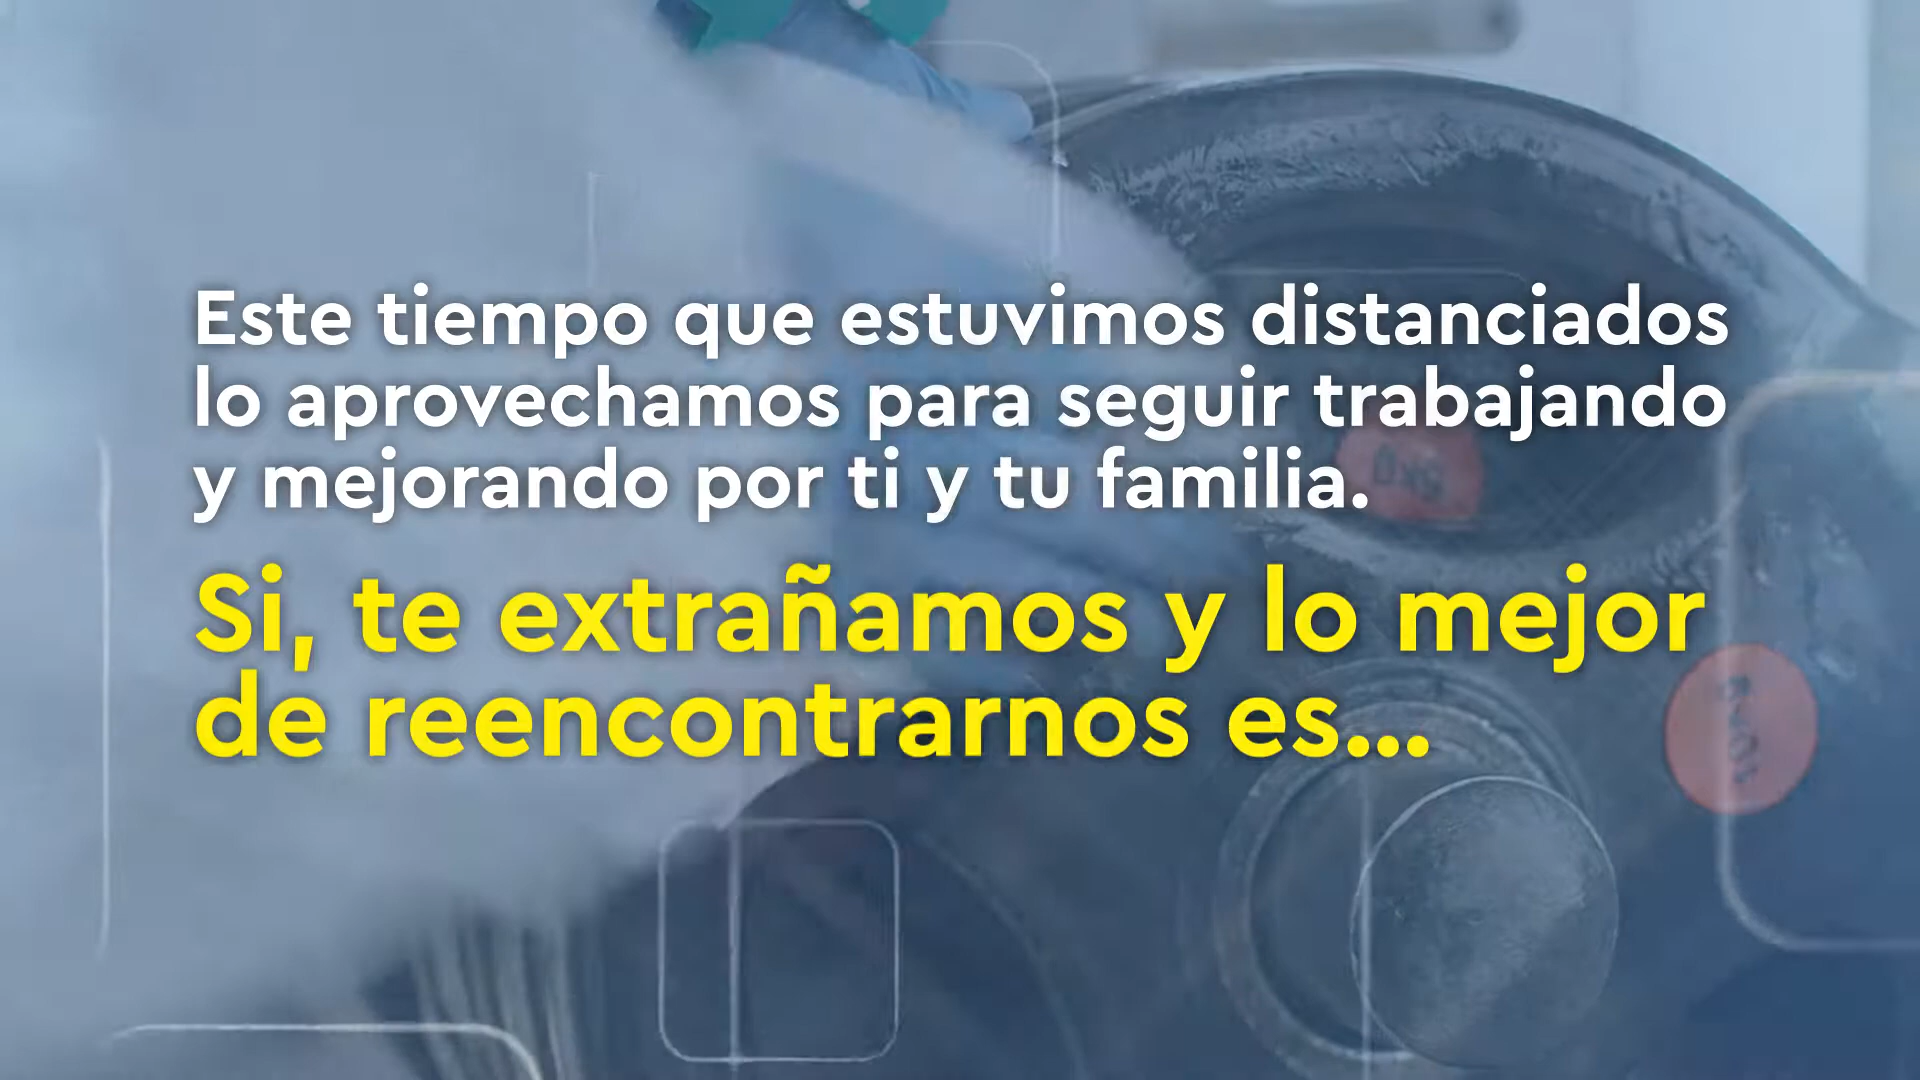 Este tiempo que estuvimos distanciados
lo aprovechamos para seguir trabajando
y mejorando por ti y tu familia.
Si, te extrañamos y lo mejor
de reencontrarnos es...